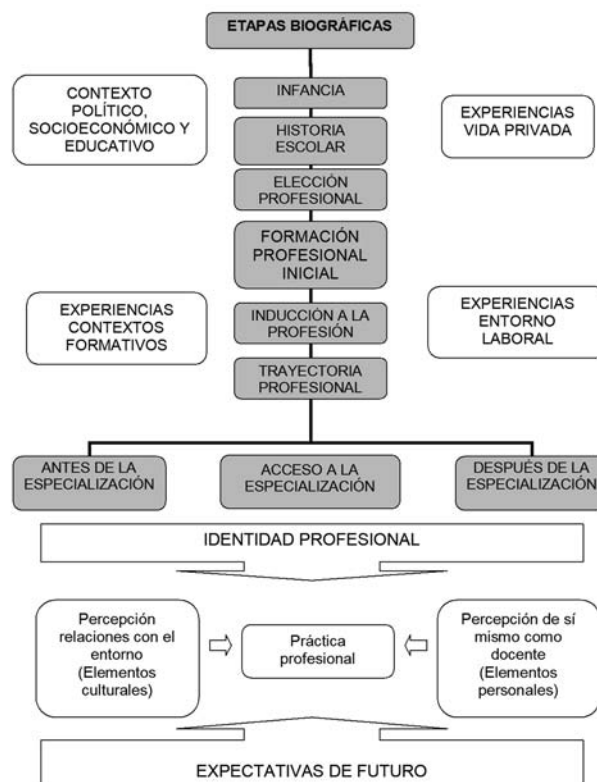 ETAPAS BIOGRÁFICAS
CONTEXTO
POLÍTICO,
SOCIOECONÓMICO Y
EDUCATIVO
INFANCIA
HISTORIA
ESCOLAR
ELECCIÓN
PROFESIONAL
EXPERIENCIAS
VIDA PRIVADA
FORMACIÓN
PROFESIONAL
INICIAL
EXPERIENCIAS
CONTEXTOS
FORMATIVOS
INDUCCIÓN A LA
PROFESIÓN
TRAYECTORIA
PROFESIONAL
EXPERIENCIAS
ENTORNO
LABORAL
ANTES DE LA
ESPECIALIZACIÓN
ACCESO A LA
ESPECIALIZACIÓN
DESPUÉS DE LA
ESPECIALIZACIÓN
IDENTIDAD PROFESIONAL
Percepción
relaciones con el
entorno
(Elementos
culturales)
Práctica
profesional
Percepción de sí
mismo como
docente
(Elementos
personales)
EXPECTATIVAS DE FUTURO